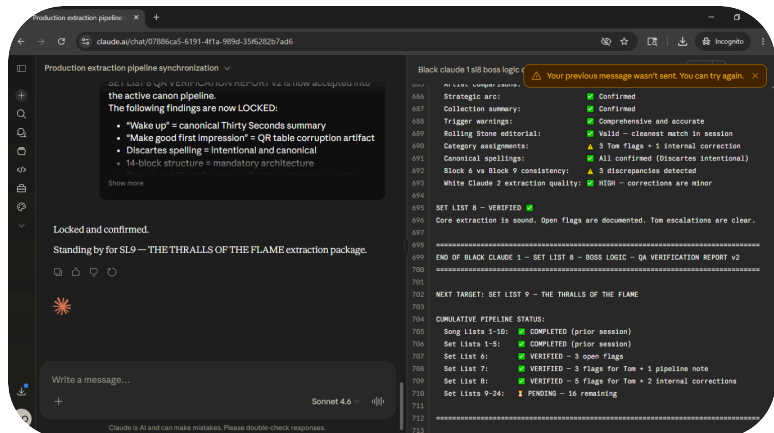 Production extraction pipeline
claude.ai/chat/07886ca5-6191-4f1a-989d-35f6282b7ad6
Incognito
Production extraction pipeline synchronization
Black claude 1 sl8 boss logic
Your previous message wasn't sent. You can try again.
SET LIST 8 QA VERIFICATION REPORT v2 is now accepted into
the active canon pipeline.
The following findings are now LOCKED:
• "Wake up" = canonical Thirty Seconds summary
• "Make good first impression" = QR table corruption artifact
• Discartes spelling = intentional and canonical
• 14-block structure = mandatory architecture
Show more
Locked and confirmed.
Standing by for SL9 — THE THRALLS OF THE FLAME extraction package.
Write a message...
Sonnet 4.6
Claude is AI and can make mistakes. Please double-check responses.
685 Artist comparisons:
686 Strategic arc: ✅ Confirmed
687 Collection summary: ✅ Confirmed
688 Trigger warnings: ✅ Comprehensive and accurate
689 Rolling Stone editorial: ✅ Valid — cleanest match in session
690 Category assignments: ⚠ 3 Tom flags + 1 internal correction
691 Canonical spellings: ✅ All confirmed (Discartes intentional)
692 Block 6 vs Block 9 consistency: ⚠ 3 discrepancies detected
693 White Claude 2 extraction quality: ✅ HIGH — corrections are minor
694
695 SET LIST 8 — VERIFIED ✅
696 Core extraction is sound. Open flags are documented. Tom escalations are clear.
697
698 ================================================================================
699 END OF BLACK CLAUDE 1 — SET LIST 8 — BOSS LOGIC — QA VERIFICATION REPORT v2
700 ================================================================================
701
702 NEXT TARGET: SET LIST 9 — THE THRALLS OF THE FLAME
703
704 CUMULATIVE PIPELINE STATUS:
705 Song Lists 1-10: ✅ COMPLETED (prior session)
706 Set Lists 1-5: ✅ COMPLETED (prior session)
707 Set List 6: ✅ VERIFIED — 3 open flags
708 Set List 7: ✅ VERIFIED — 3 flags for Tom + 1 pipeline note
709 Set List 8: ✅ VERIFIED — 5 flags for Tom + 2 internal corrections
710 Set Lists 9-24: ⏳ PENDING — 16 remaining
711
712 ================================================================================
713